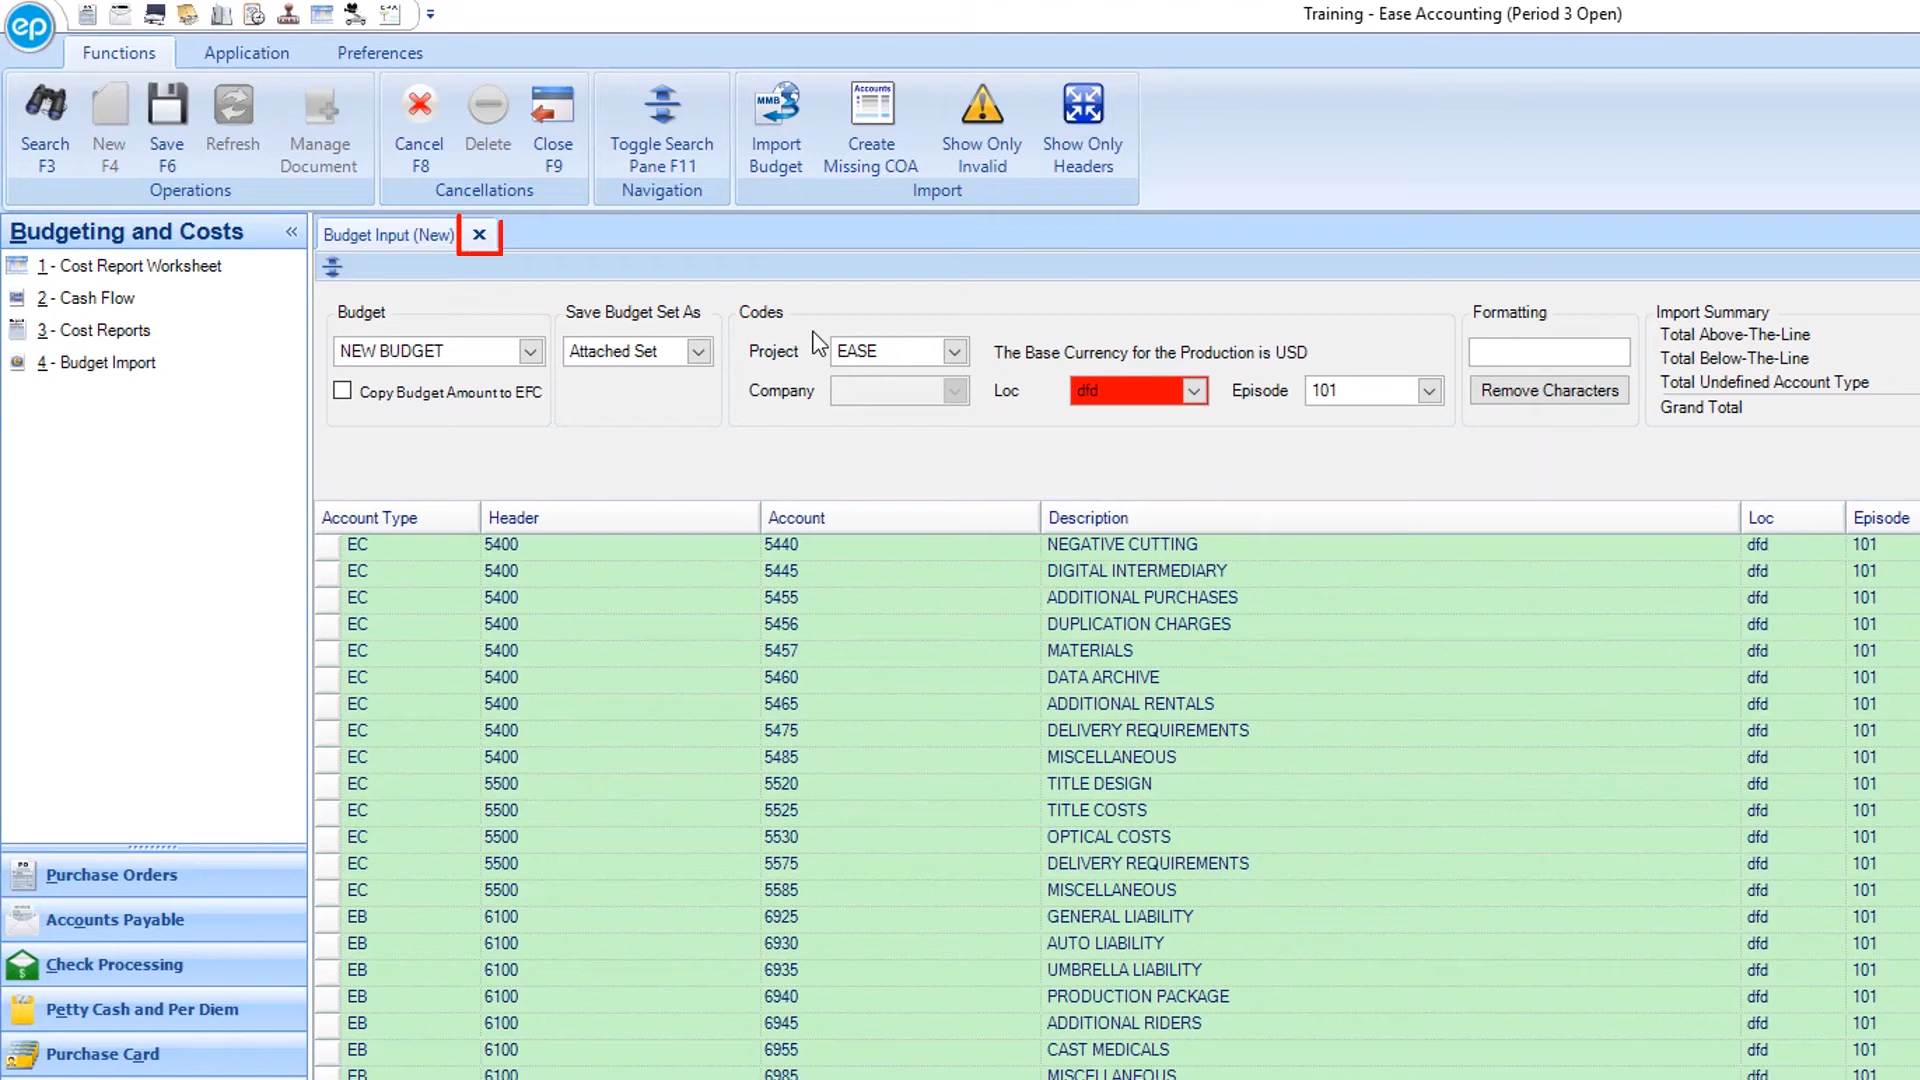 Training - Ease Accounting (Period 3 Open)
ep
Functions Application Preferences
Search F3
New F4
Save F6
Refresh
Manage Document
Operations
Cancel F8
Delete
Close F9
Cancellations
Toggle Search Pane F11
Navigation
MMB
Import Budget
Accounts
Create Missing COA
Show Only Invalid
Show Only Headers
Import
Budgeting and Costs «
1 - Cost Report Worksheet
2 - Cash Flow
3 - Cost Reports
4 - Budget Import
Purchase Orders
Accounts Payable
Check Processing
Petty Cash and Per Diem
Purchase Card
Budget Input (New) ×
Budget
NEW BUDGET
Copy Budget Amount to EFC
Save Budget Set As
Attached Set
Codes
Project EASE The Base Currency for the Production is USD
Company Loc dfd Episode 101
Formatting
Remove Characters
Import Summary
Total Above-The-Line
Total Below-The-Line
Total Undefined Account Type
Grand Total
Account Type Header Account Description Loc Episode
EC 5400 5440 NEGATIVE CUTTING dfd 101
EC 5400 5445 DIGITAL INTERMEDIARY dfd 101
EC 5400 5455 ADDITIONAL PURCHASES dfd 101
EC 5400 5456 DUPLICATION CHARGES dfd 101
EC 5400 5457 MATERIALS dfd 101
EC 5400 5460 DATA ARCHIVE dfd 101
EC 5400 5465 ADDITIONAL RENTALS dfd 101
EC 5400 5475 DELIVERY REQUIREMENTS dfd 101
EC 5400 5485 MISCELLANEOUS dfd 101
EC 5500 5520 TITLE DESIGN dfd 101
EC 5500 5525 TITLE COSTS dfd 101
EC 5500 5530 OPTICAL COSTS dfd 101
EC 5500 5575 DELIVERY REQUIREMENTS dfd 101
EC 5500 5585 MISCELLANEOUS dfd 101
EB 6100 6925 GENERAL LIABILITY dfd 101
EB 6100 6930 AUTO LIABILITY dfd 101
EB 6100 6935 UMBRELLA LIABILITY dfd 101
EB 6100 6940 PRODUCTION PACKAGE dfd 101
EB 6100 6945 ADDITIONAL RIDERS dfd 101
EB 6100 6955 CAST MEDICALS dfd 101
EB 6100 6985 MISCELLANEOUS dfd 101